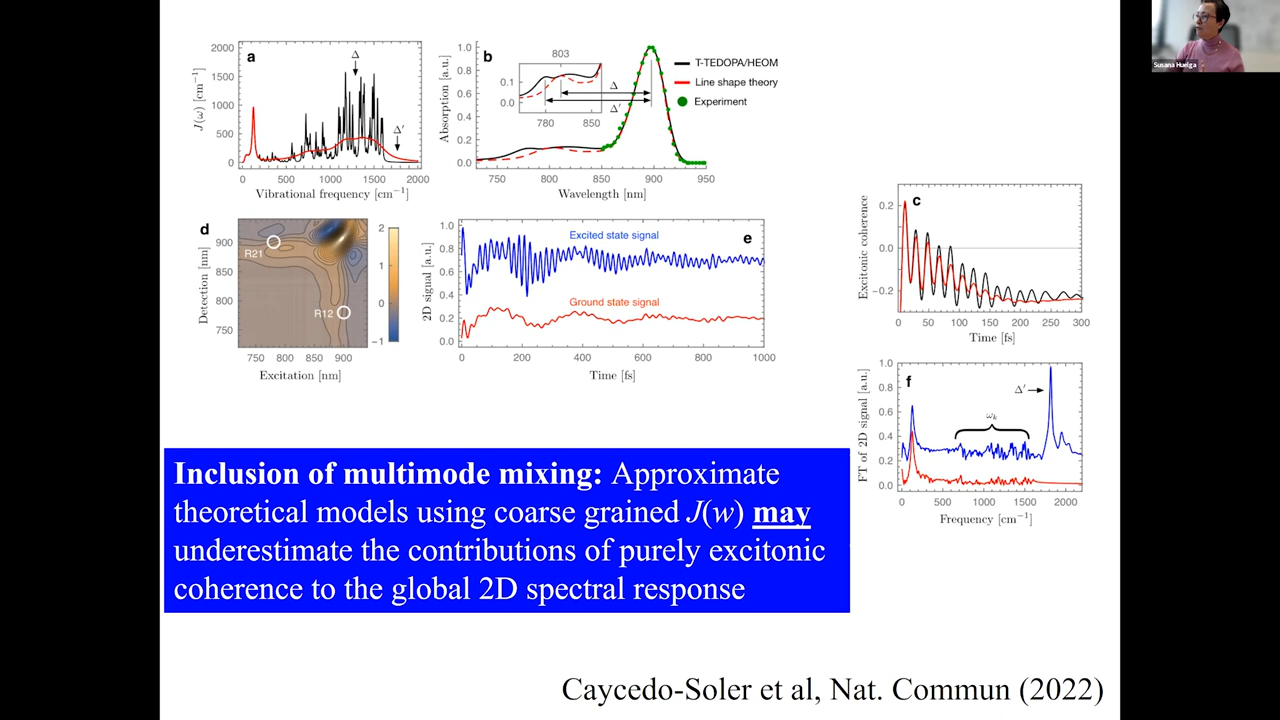 a
2000
1500
1000
500
0
J(ω) [cm⁻¹]
Δ
Δ′
0 500 1000 1500 2000
Vibrational frequency [cm⁻¹]
b
803
1.0
0.8
0.6
0.4
0.2
0.0
Absorption [a.u.]
0.1
0.0
780 850
Δ
Δ′
T-TEDOPA/HEOM
Line shape theory
Experiment
750 800 850 900 950
Wavelength [nm]
Susana Huelga
c
0.2
0.0
−0.2
Excitonic coherence
0 50 100 150 200 250 300
Time [fs]
d
900
850
800
750
Detection [nm]
R21
R12
2
1
0
−1
750 800 850 900
Excitation [nm]
e
1.0
0.8
0.6
0.4
0.2
0.0
2D signal [a.u.]
Excited state signal
Ground state signal
0 200 400 600 800 1000
Time [fs]
f
1.0
0.8
0.6
0.4
0.2
0.0
FT of 2D signal [a.u.]
Δ′
ωk
0 500 1000 1500 2000
Frequency [cm⁻¹]
Inclusion of multimode mixing: Approximate
theoretical models using coarse grained J(w) may
underestimate the contributions of purely excitonic
coherence to the global 2D spectral response
Caycedo-Soler et al, Nat. Commun (2022)